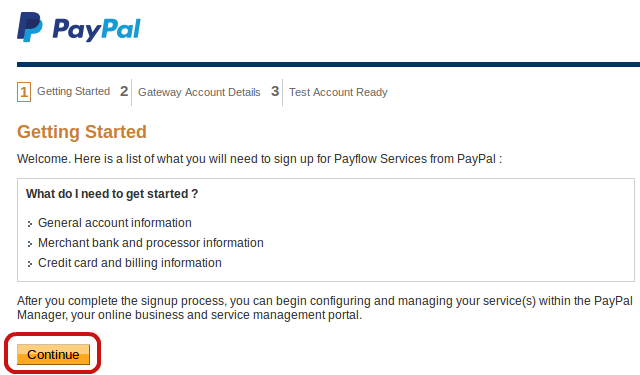 PayPal
1 Getting Started 2 Gateway Account Details 3 Test Account Ready
Getting Started
Welcome. Here is a list of what you will need to sign up for Payflow Services from PayPal :
What do I need to get started ?
General account information
Merchant bank and processor information
Credit card and billing information
After you complete the signup process, you can begin configuring and managing your service(s) within the PayPal
Manager, your online business and service management portal.
Continue